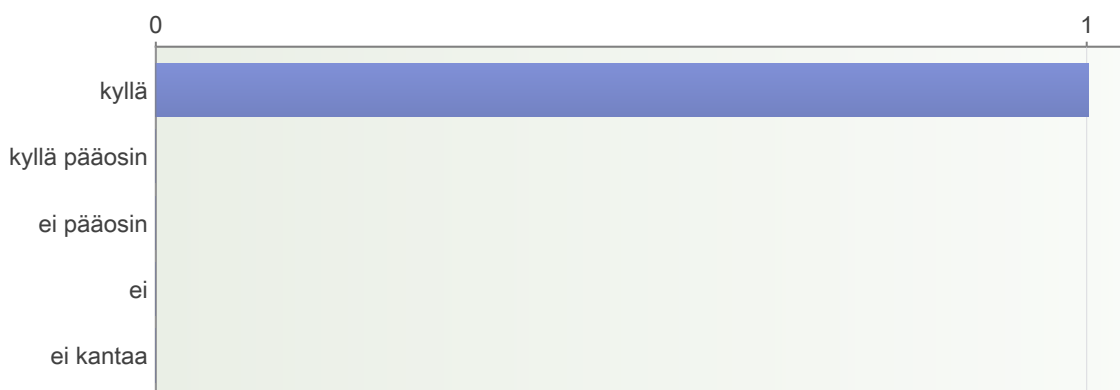 0 1
kyllä
kyllä pääosin
ei pääosin
ei
ei kantaa